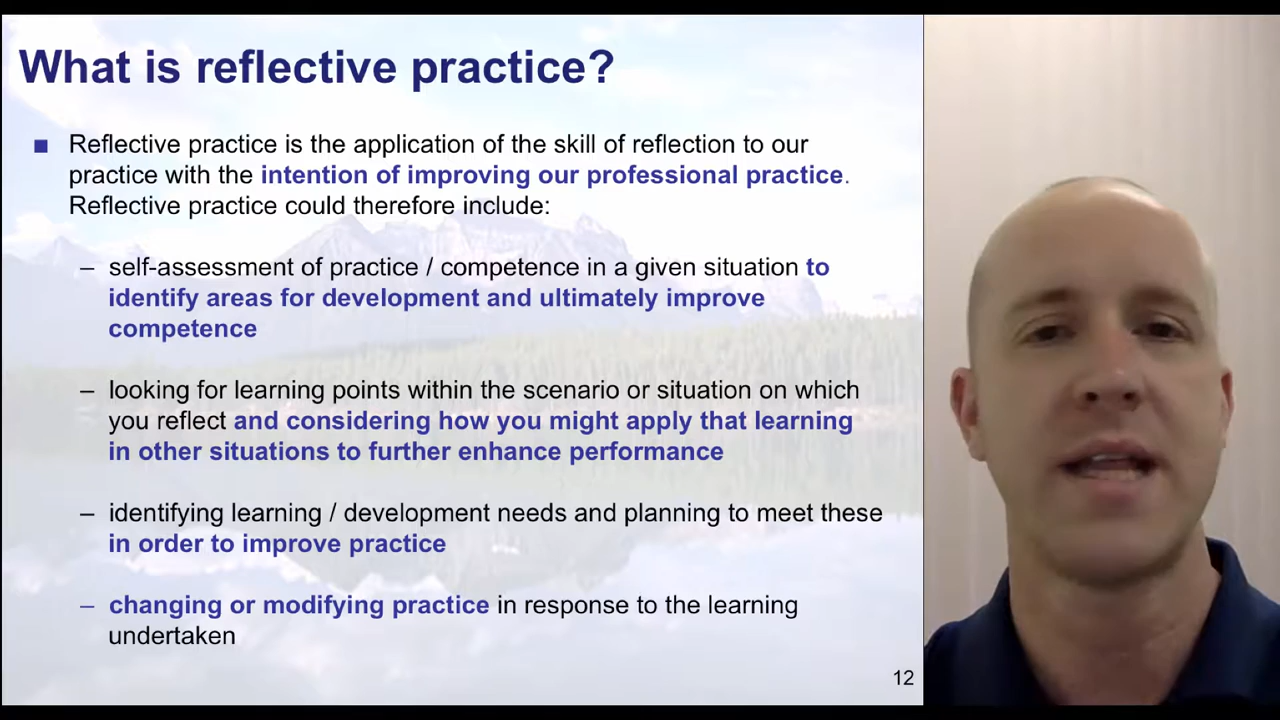 What is reflective practice?
■ Reflective practice is the application of the skill of reflection to our
practice with the intention of improving our professional practice.
Reflective practice could therefore include:
– self-assessment of practice / competence in a given situation to
identify areas for development and ultimately improve
competence
– looking for learning points within the scenario or situation on which
you reflect and considering how you might apply that learning
in other situations to further enhance performance
– identifying learning / development needs and planning to meet these
in order to improve practice
– changing or modifying practice in response to the learning
undertaken
12